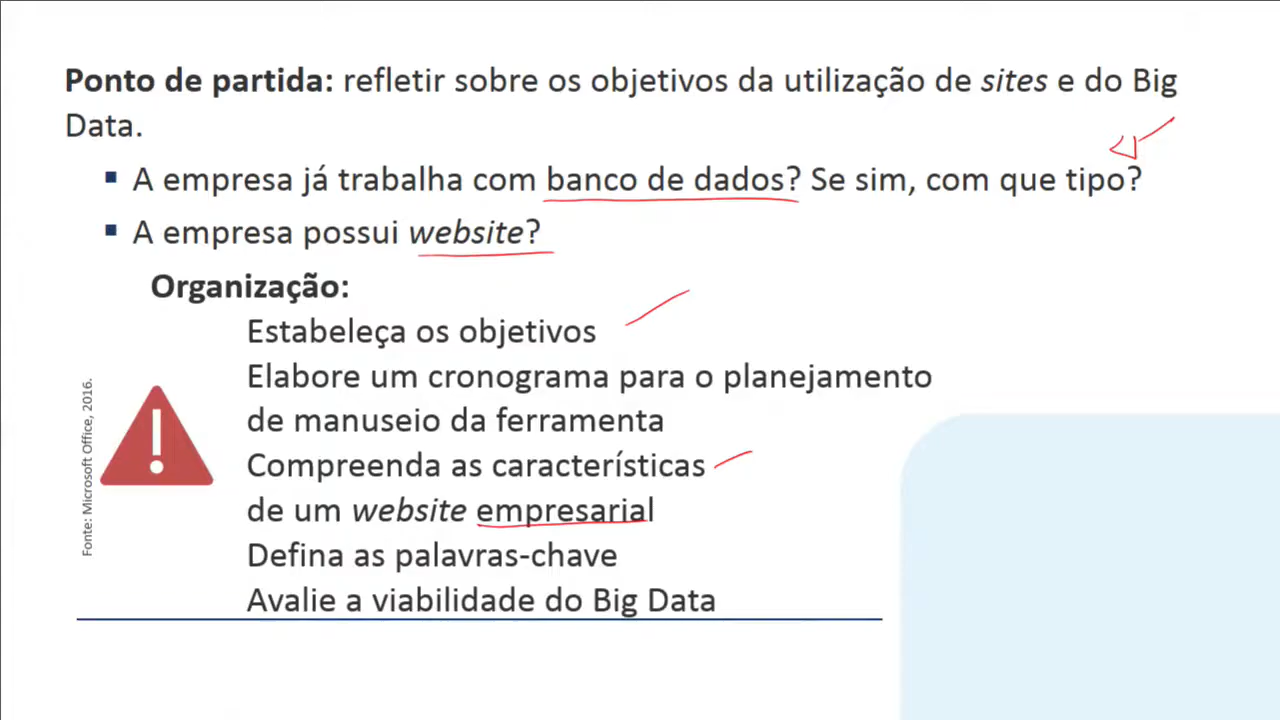 Ponto de partida: refletir sobre os objetivos da utilização de sites e do Big
Data.
▪ A empresa já trabalha com banco de dados? Se sim, com que tipo?
▪ A empresa possui website?
Organização:
Estabeleça os objetivos
Elabore um cronograma para o planejamento
de manuseio da ferramenta
Compreenda as características
de um website empresarial
Defina as palavras-chave
Avalie a viabilidade do Big Data
Fonte: Microsoft Office, 2016.